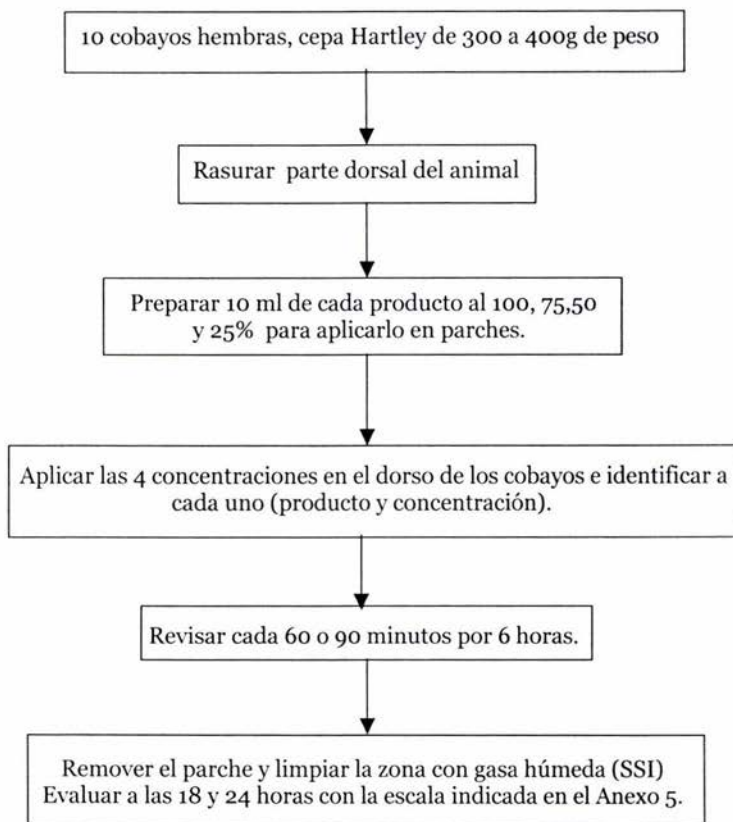 10 cobayos hembras, cepa Hartley de 300 a 400g de peso
Rasurar parte dorsal del animal
Preparar 10 ml de cada producto al 100, 75,50
y 25% para aplicarlo en parches.
Aplicar las 4 concentraciones en el dorso de los cobayos e identificar a
cada uno (producto y concentración).
Revisar cada 60 o 90 minutos por 6 horas.
Remover el parche y limpiar la zona con gasa húmeda (SSI)
Evaluar a las 18 y 24 horas con la escala indicada en el Anexo 5.